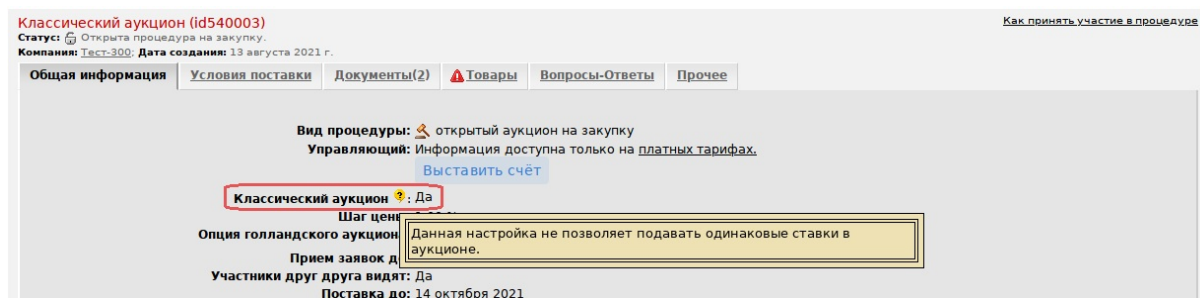 Классический аукцион (id540003)
Как принять участие в процедуре
Статус: Открыта процедура на закупку.
Компания: Тест-300; Дата создания: 13 августа 2021 г.
Общая информация Условия поставки Документы(2) Товары Вопросы-Ответы Прочее
Вид процедуры: открытый аукцион на закупку
Управляющий: Информация доступна только на платных тарифах.
Выставить счёт
Классический аукцион : Да
Шаг цены
Опция голландского аукцион
Данная настройка не позволяет подавать одинаковые ставки в
аукционе.
Прием заявок д
Участники друг друга видят: Да
Поставка до: 14 октября 2021